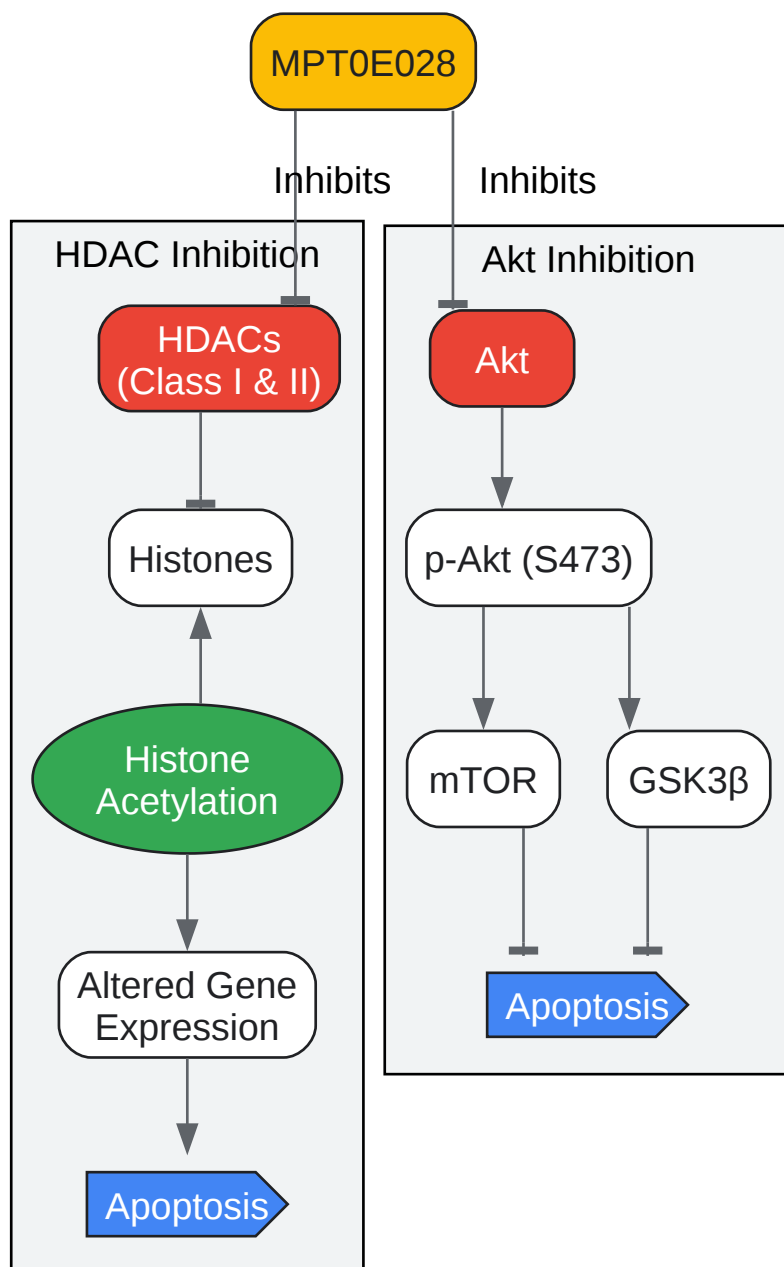 MPT0E028
Inhibits
Inhibits
HDAC Inhibition
HDACs
(Class I & II)
Histones
Histone
Acetylation
Altered Gene
Expression
Apoptosis
Akt Inhibition
Akt
p-Akt (S473)
mTOR
GSK3β
Apoptosis